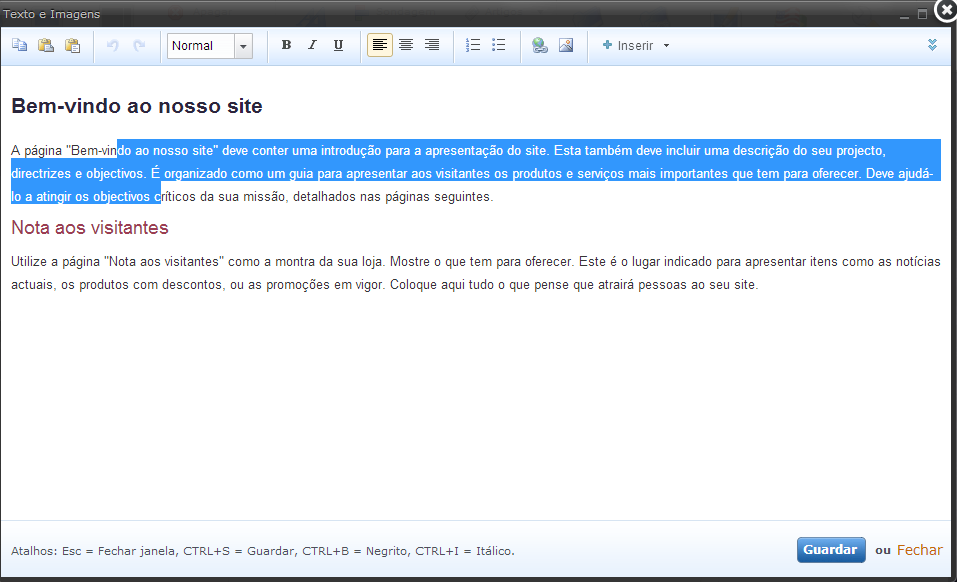 Texto e Imagens
Normal
B I U
Inserir
Bem-vindo ao nosso site
A página "Bem-vindo ao nosso site" deve conter uma introdução para a apresentação do site. Esta também deve incluir uma descrição do seu projecto,
directrizes e objectivos. É organizado como um guia para apresentar aos visitantes os produtos e serviços mais importantes que tem para oferecer. Deve ajudá-
lo a atingir os objectivos críticos da sua missão, detalhados nas páginas seguintes.
Nota aos visitantes
Utilize a página "Nota aos visitantes" como a montra da sua loja. Mostre o que tem para oferecer. Este é o lugar indicado para apresentar itens como as notícias
actuais, os produtos com descontos, ou as promoções em vigor. Coloque aqui tudo o que pense que atrairá pessoas ao seu site.
Atalhos: Esc = Fechar janela, CTRL+S = Guardar, CTRL+B = Negrito, CTRL+I = Itálico.
Guardar ou Fechar